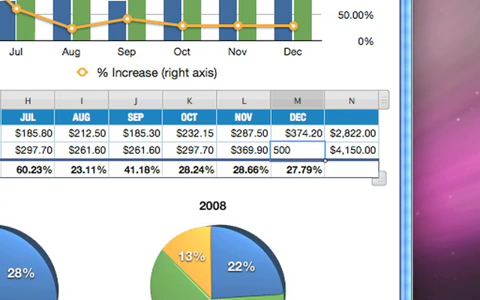 50.00%
0%
Jul Aug Sep Oct Nov Dec
% Increase (right axis)
H I J K L M N
JUL AUG SEP OCT NOV DEC
$185.80 $212.50 $185.30 $232.15 $287.50 $374.20 $2,822.00
$297.70 $261.60 $261.60 $297.70 $369.90 500 $4,150.00
60.23% 23.11% 41.18% 28.24% 28.66% 27.79%
2008
28% 13% 22%